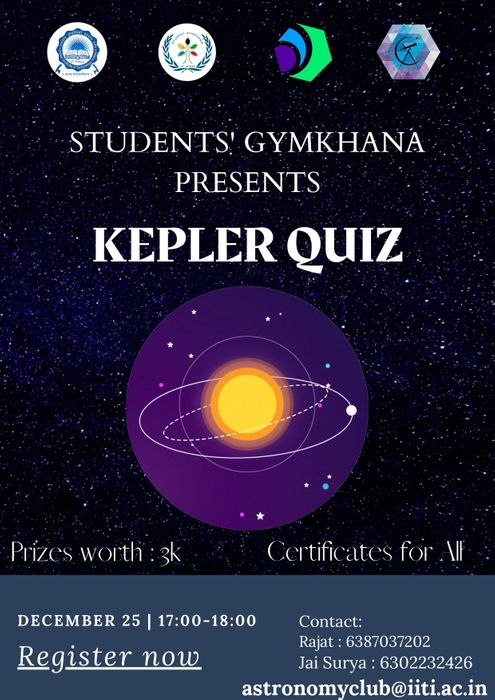 STUDENTS' GYMKHANA
PRESENTS
KEPLER QUIZ
Prizes worth : 3k
Certificates for All
DECEMBER 25 | 17:00-18:00
Register now
Contact:
Rajat : 6387037202
Jai Surya : 6302232426
astronomyclub@iiti.ac.in